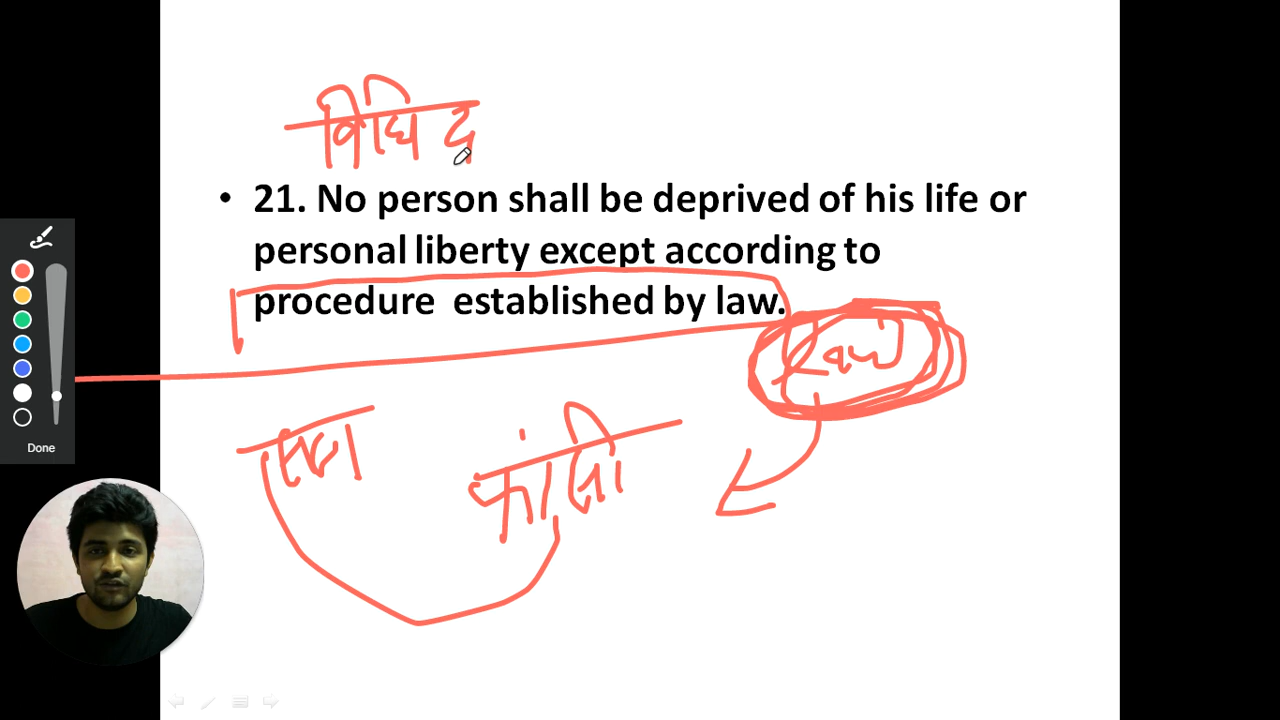 विधि द्व
• 21. No person shall be deprived of his life or
personal liberty except according to
procedure established by law.
Law
फांसी
Done